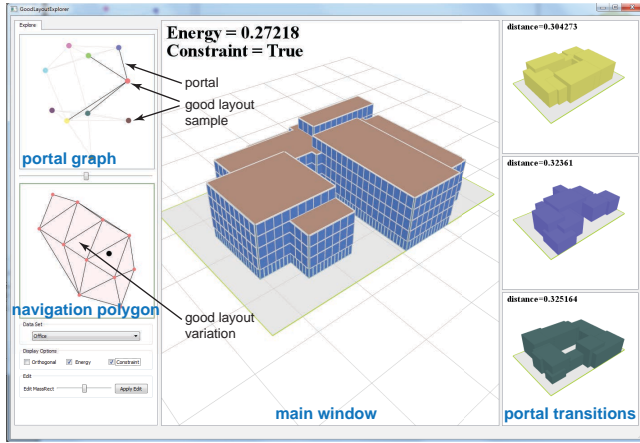 GoodLayoutExplorer
Explore
Energy = 0.27218
Constraint = True
portal
good layout
sample
portal graph
navigation polygon
good layout
variation
Data Set
Office
Display Options
Orthogonal
Energy
Constraint
Edit
Edit MassRect
Apply Edit
main window
distance=0.304273
distance=0.32361
distance=0.325164
portal transitions